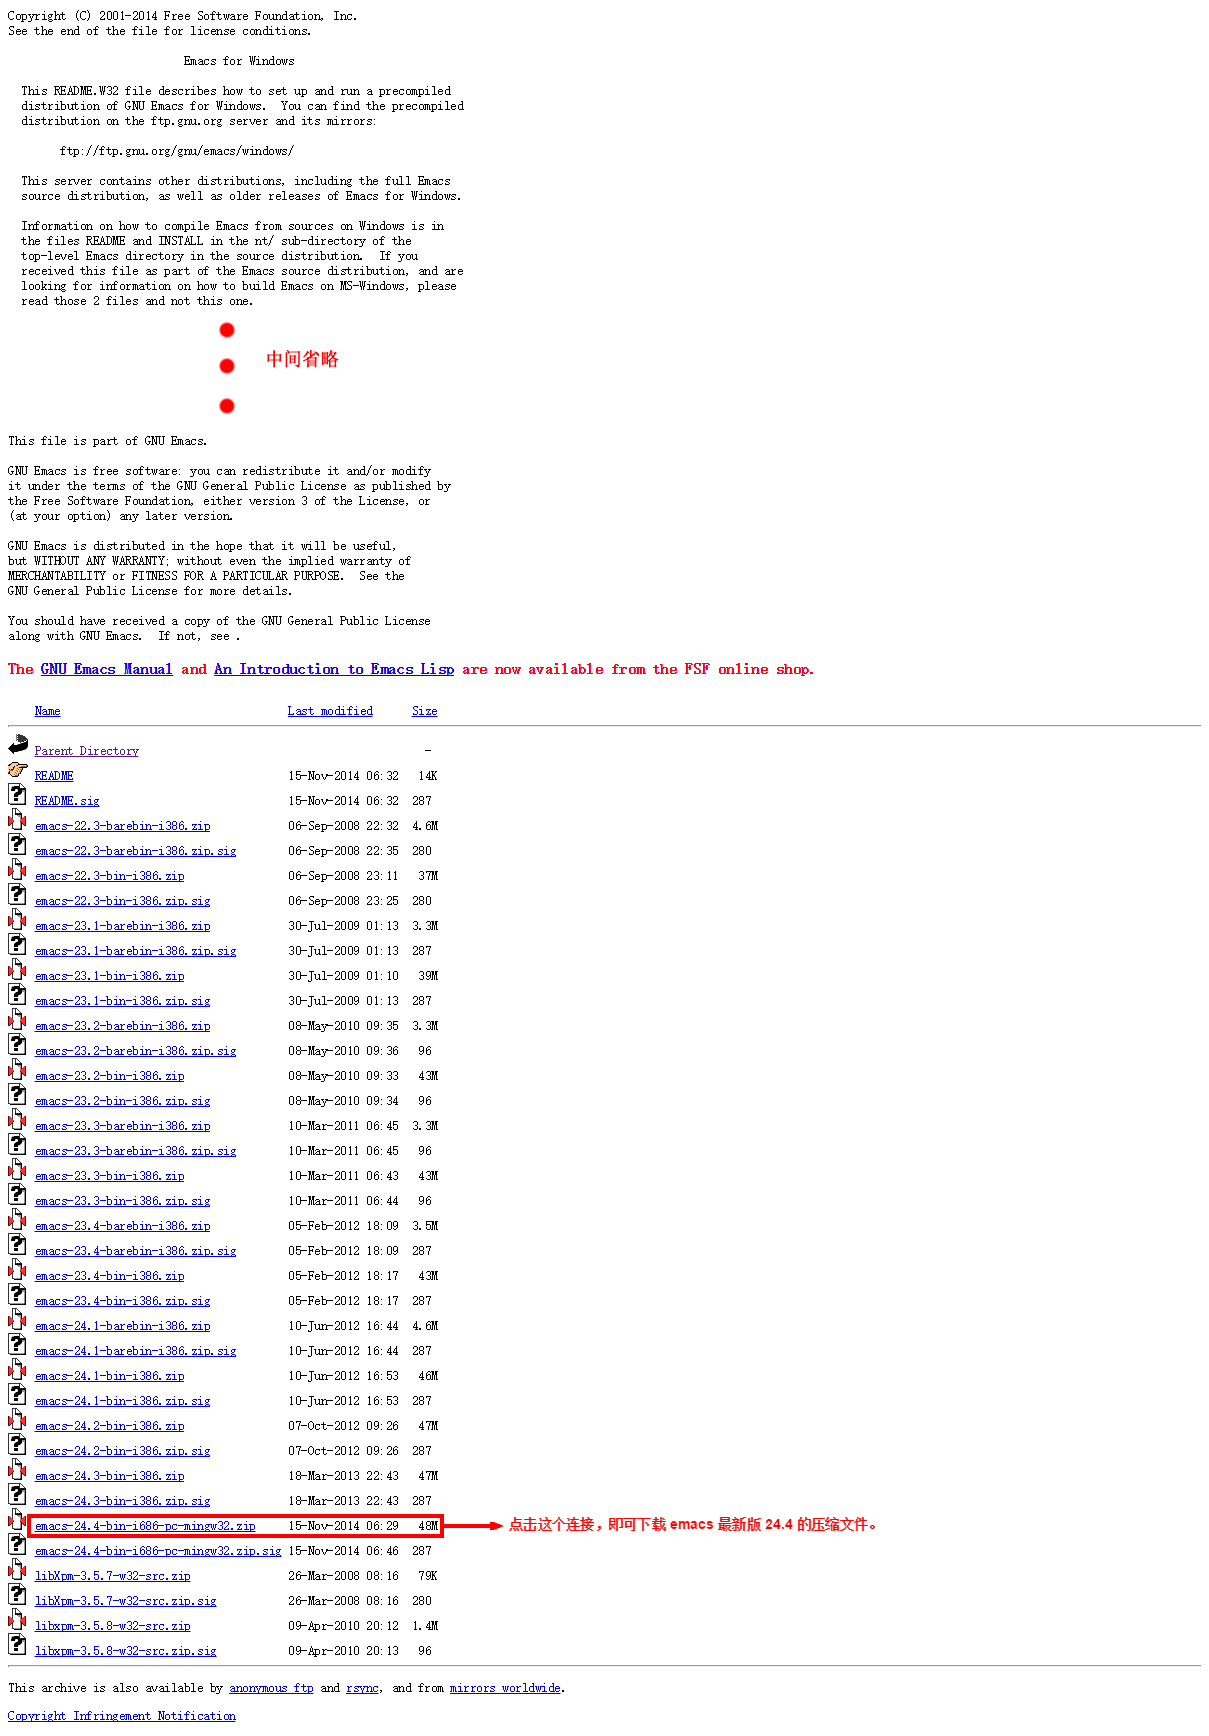 Copyright (C) 2001-2014 Free Software Foundation, Inc.
See the end of the file for license conditions.
Emacs for Windows
This README.W32 file describes how to set up and run a precompiled
distribution of GNU Emacs for Windows.  You can find the precompiled
distribution on the ftp.gnu.org server and its mirrors:
ftp://ftp.gnu.org/gnu/emacs/windows/
This server contains other distributions, including the full Emacs
source distribution, as well as older releases of Emacs for Windows.
Information on how to compile Emacs from sources on Windows is in
the files README and INSTALL in the nt/ sub-directory of the
top-level Emacs directory in the source distribution.  If you
received this file as part of the Emacs source distribution, and are
looking for information on how to build Emacs on MS-Windows, please
read those 2 files and not this one.
中间省略
This file is part of GNU Emacs.
GNU Emacs is free software: you can redistribute it and/or modify
it under the terms of the GNU General Public License as published by
the Free Software Foundation, either version 3 of the License, or
(at your option) any later version.
GNU Emacs is distributed in the hope that it will be useful,
but WITHOUT ANY WARRANTY; without even the implied warranty of
MERCHANTABILITY or FITNESS FOR A PARTICULAR PURPOSE.  See the
GNU General Public License for more details.
You should have received a copy of the GNU General Public License
along with GNU Emacs.  If not, see .
The GNU Emacs Manual and An Introduction to Emacs Lisp are now available from the FSF online shop.
Name Last modified Size
Parent Directory -
README 15-Nov-2014 06:32 14K
README.sig 15-Nov-2014 06:32 287
emacs-22.3-barebin-i386.zip 06-Sep-2008 22:32 4.6M
emacs-22.3-barebin-i386.zip.sig 06-Sep-2008 22:35 280
emacs-22.3-bin-i386.zip 06-Sep-2008 23:11 37M
emacs-22.3-bin-i386.zip.sig 06-Sep-2008 23:25 280
emacs-23.1-barebin-i386.zip 30-Jul-2009 01:13 3.3M
emacs-23.1-barebin-i386.zip.sig 30-Jul-2009 01:13 287
emacs-23.1-bin-i386.zip 30-Jul-2009 01:10 39M
emacs-23.1-bin-i386.zip.sig 30-Jul-2009 01:13 287
emacs-23.2-barebin-i386.zip 08-May-2010 09:35 3.3M
emacs-23.2-barebin-i386.zip.sig 08-May-2010 09:36 96
emacs-23.2-bin-i386.zip 08-May-2010 09:33 43M
emacs-23.2-bin-i386.zip.sig 08-May-2010 09:34 96
emacs-23.3-barebin-i386.zip 10-Mar-2011 06:45 3.3M
emacs-23.3-barebin-i386.zip.sig 10-Mar-2011 06:45 96
emacs-23.3-bin-i386.zip 10-Mar-2011 06:43 43M
emacs-23.3-bin-i386.zip.sig 10-Mar-2011 06:44 96
emacs-23.4-barebin-i386.zip 05-Feb-2012 18:09 3.5M
emacs-23.4-barebin-i386.zip.sig 05-Feb-2012 18:09 287
emacs-23.4-bin-i386.zip 05-Feb-2012 18:17 43M
emacs-23.4-bin-i386.zip.sig 05-Feb-2012 18:17 287
emacs-24.1-barebin-i386.zip 10-Jun-2012 16:44 4.6M
emacs-24.1-barebin-i386.zip.sig 10-Jun-2012 16:44 287
emacs-24.1-bin-i386.zip 10-Jun-2012 16:53 46M
emacs-24.1-bin-i386.zip.sig 10-Jun-2012 16:53 287
emacs-24.2-bin-i386.zip 07-Oct-2012 09:26 47M
emacs-24.2-bin-i386.zip.sig 07-Oct-2012 09:26 287
emacs-24.3-bin-i386.zip 18-Mar-2013 22:43 47M
emacs-24.3-bin-i386.zip.sig 18-Mar-2013 22:43 287
emacs-24.4-bin-i686-pc-mingw32.zip 15-Nov-2014 06:29 48M 点击这个连接，即可下载 emacs 最新版 24.4 的压缩文件。
emacs-24.4-bin-i686-pc-mingw32.zip.sig 15-Nov-2014 06:46 287
libXpm-3.5.7-w32-src.zip 26-Mar-2008 08:16 79K
libXpm-3.5.7-w32-src.zip.sig 26-Mar-2008 08:16 280
libxpm-3.5.8-w32-src.zip 09-Apr-2010 20:12 1.4M
libxpm-3.5.8-w32-src.zip.sig 09-Apr-2010 20:13 96
This archive is also available by anonymous ftp and rsync, and from mirrors worldwide.
Copyright Infringement Notification